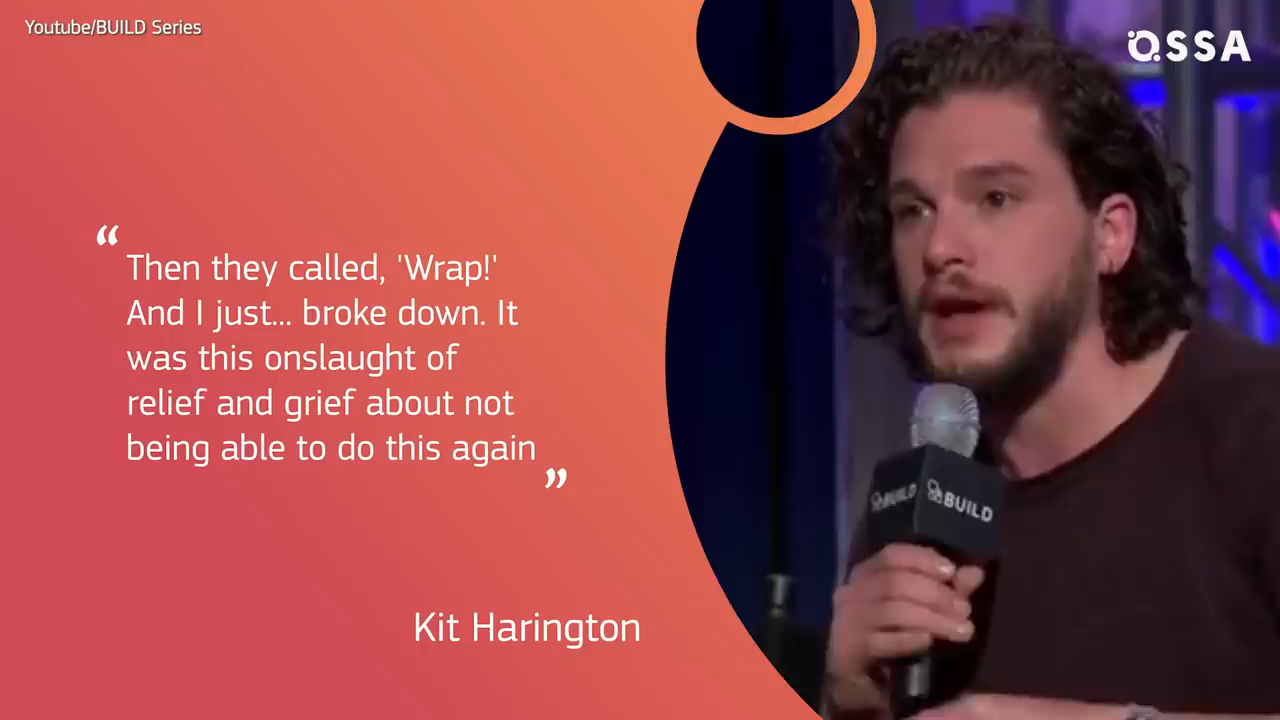 Youtube/BUILD Series
OSSA
“
Then they called, 'Wrap!'
And I just... broke down. It
was this onslaught of
relief and grief about not
being able to do this again
”
Kit Harington
BUILD
BUILD